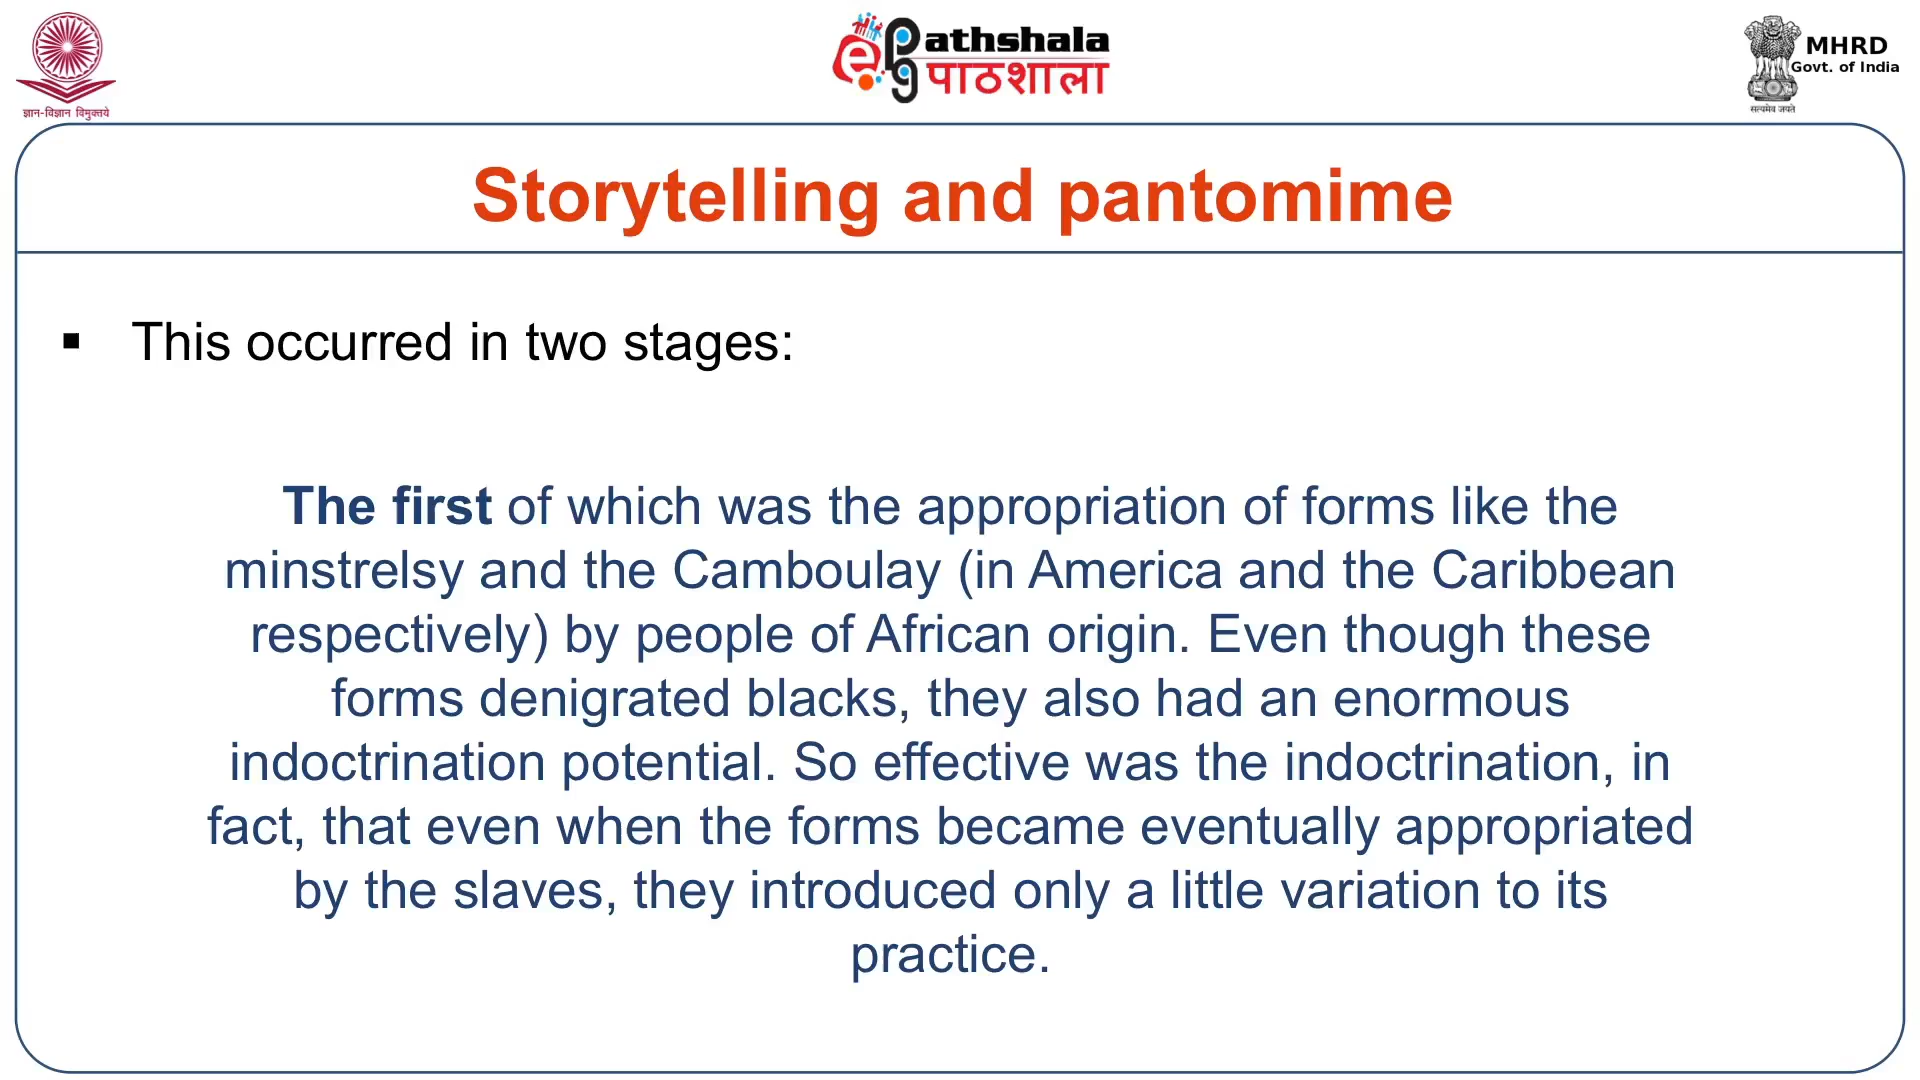 ज्ञान-विज्ञान विमुक्तये
e Pg athshala
पाठशाला
MHRD
Govt. of India
सत्यमेव जयते
Storytelling and pantomime
▪ This occurred in two stages:
The first of which was the appropriation of forms like the
minstrelsy and the Camboulay (in America and the Caribbean
respectively) by people of African origin. Even though these
forms denigrated blacks, they also had an enormous
indoctrination potential. So effective was the indoctrination, in
fact, that even when the forms became eventually appropriated
by the slaves, they introduced only a little variation to its
practice.